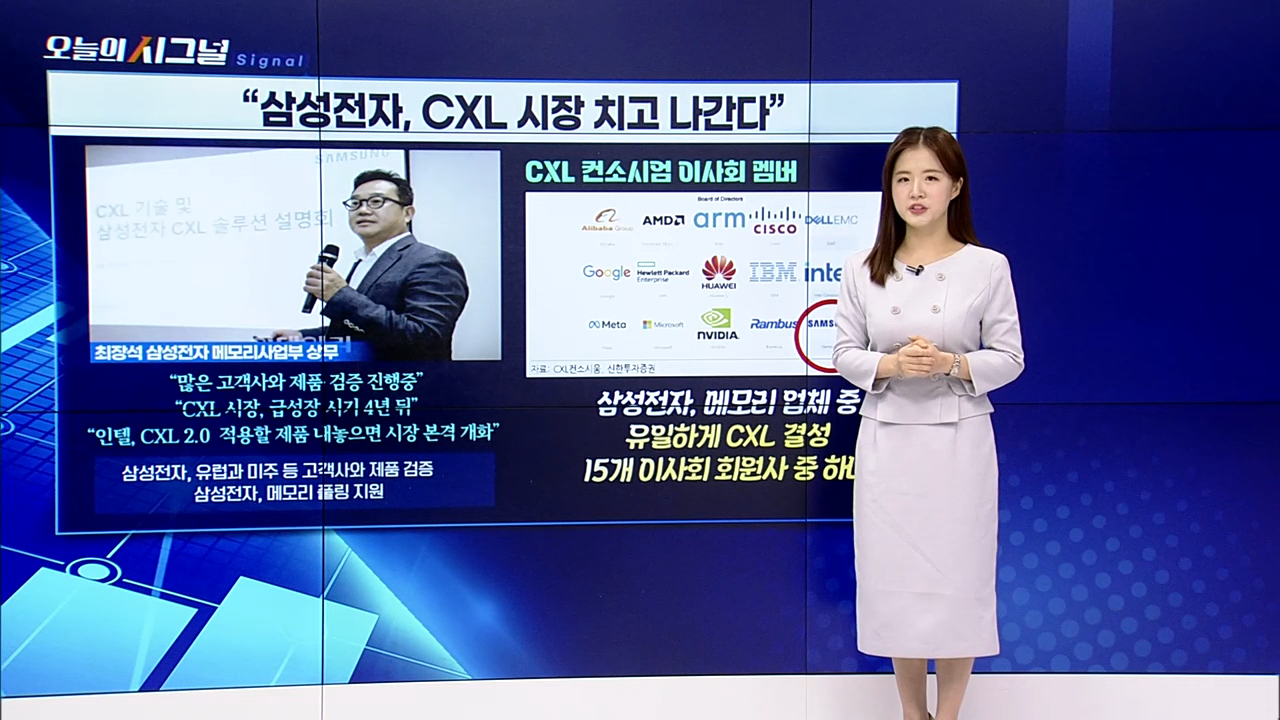 오늘의 시그널 Signal
“삼성전자, CXL 시장 치고 나간다”
SAMSUNG
CXL 기술 및
삼성전자 CXL 솔루션 설명회
최장석 삼성전자 메모리사업부 상무
“많은 고객사와 제품 검증 진행중”
“CXL 시장, 급성장 시기 4년 뒤”
“인텔, CXL 2.0 적용할 제품 내놓으면 시장 본격 개화”
삼성전자, 유럽과 미주 등 고객사와 제품 검증
삼성전자, 메모리 풀링 지원
CXL 컨소시엄 이사회 멤버
Board of Directors
Alibaba Group AMD arm CISCO DELL EMC
Google Hewlett Packard Enterprise HUAWEI IBM inte
Meta Microsoft NVIDIA Rambus SAMS
자료: CXL컨소시움, 신한투자증권
삼성전자, 메모리 업체 중
유일하게 CXL 결성
15개 이사회 회원사 중 하